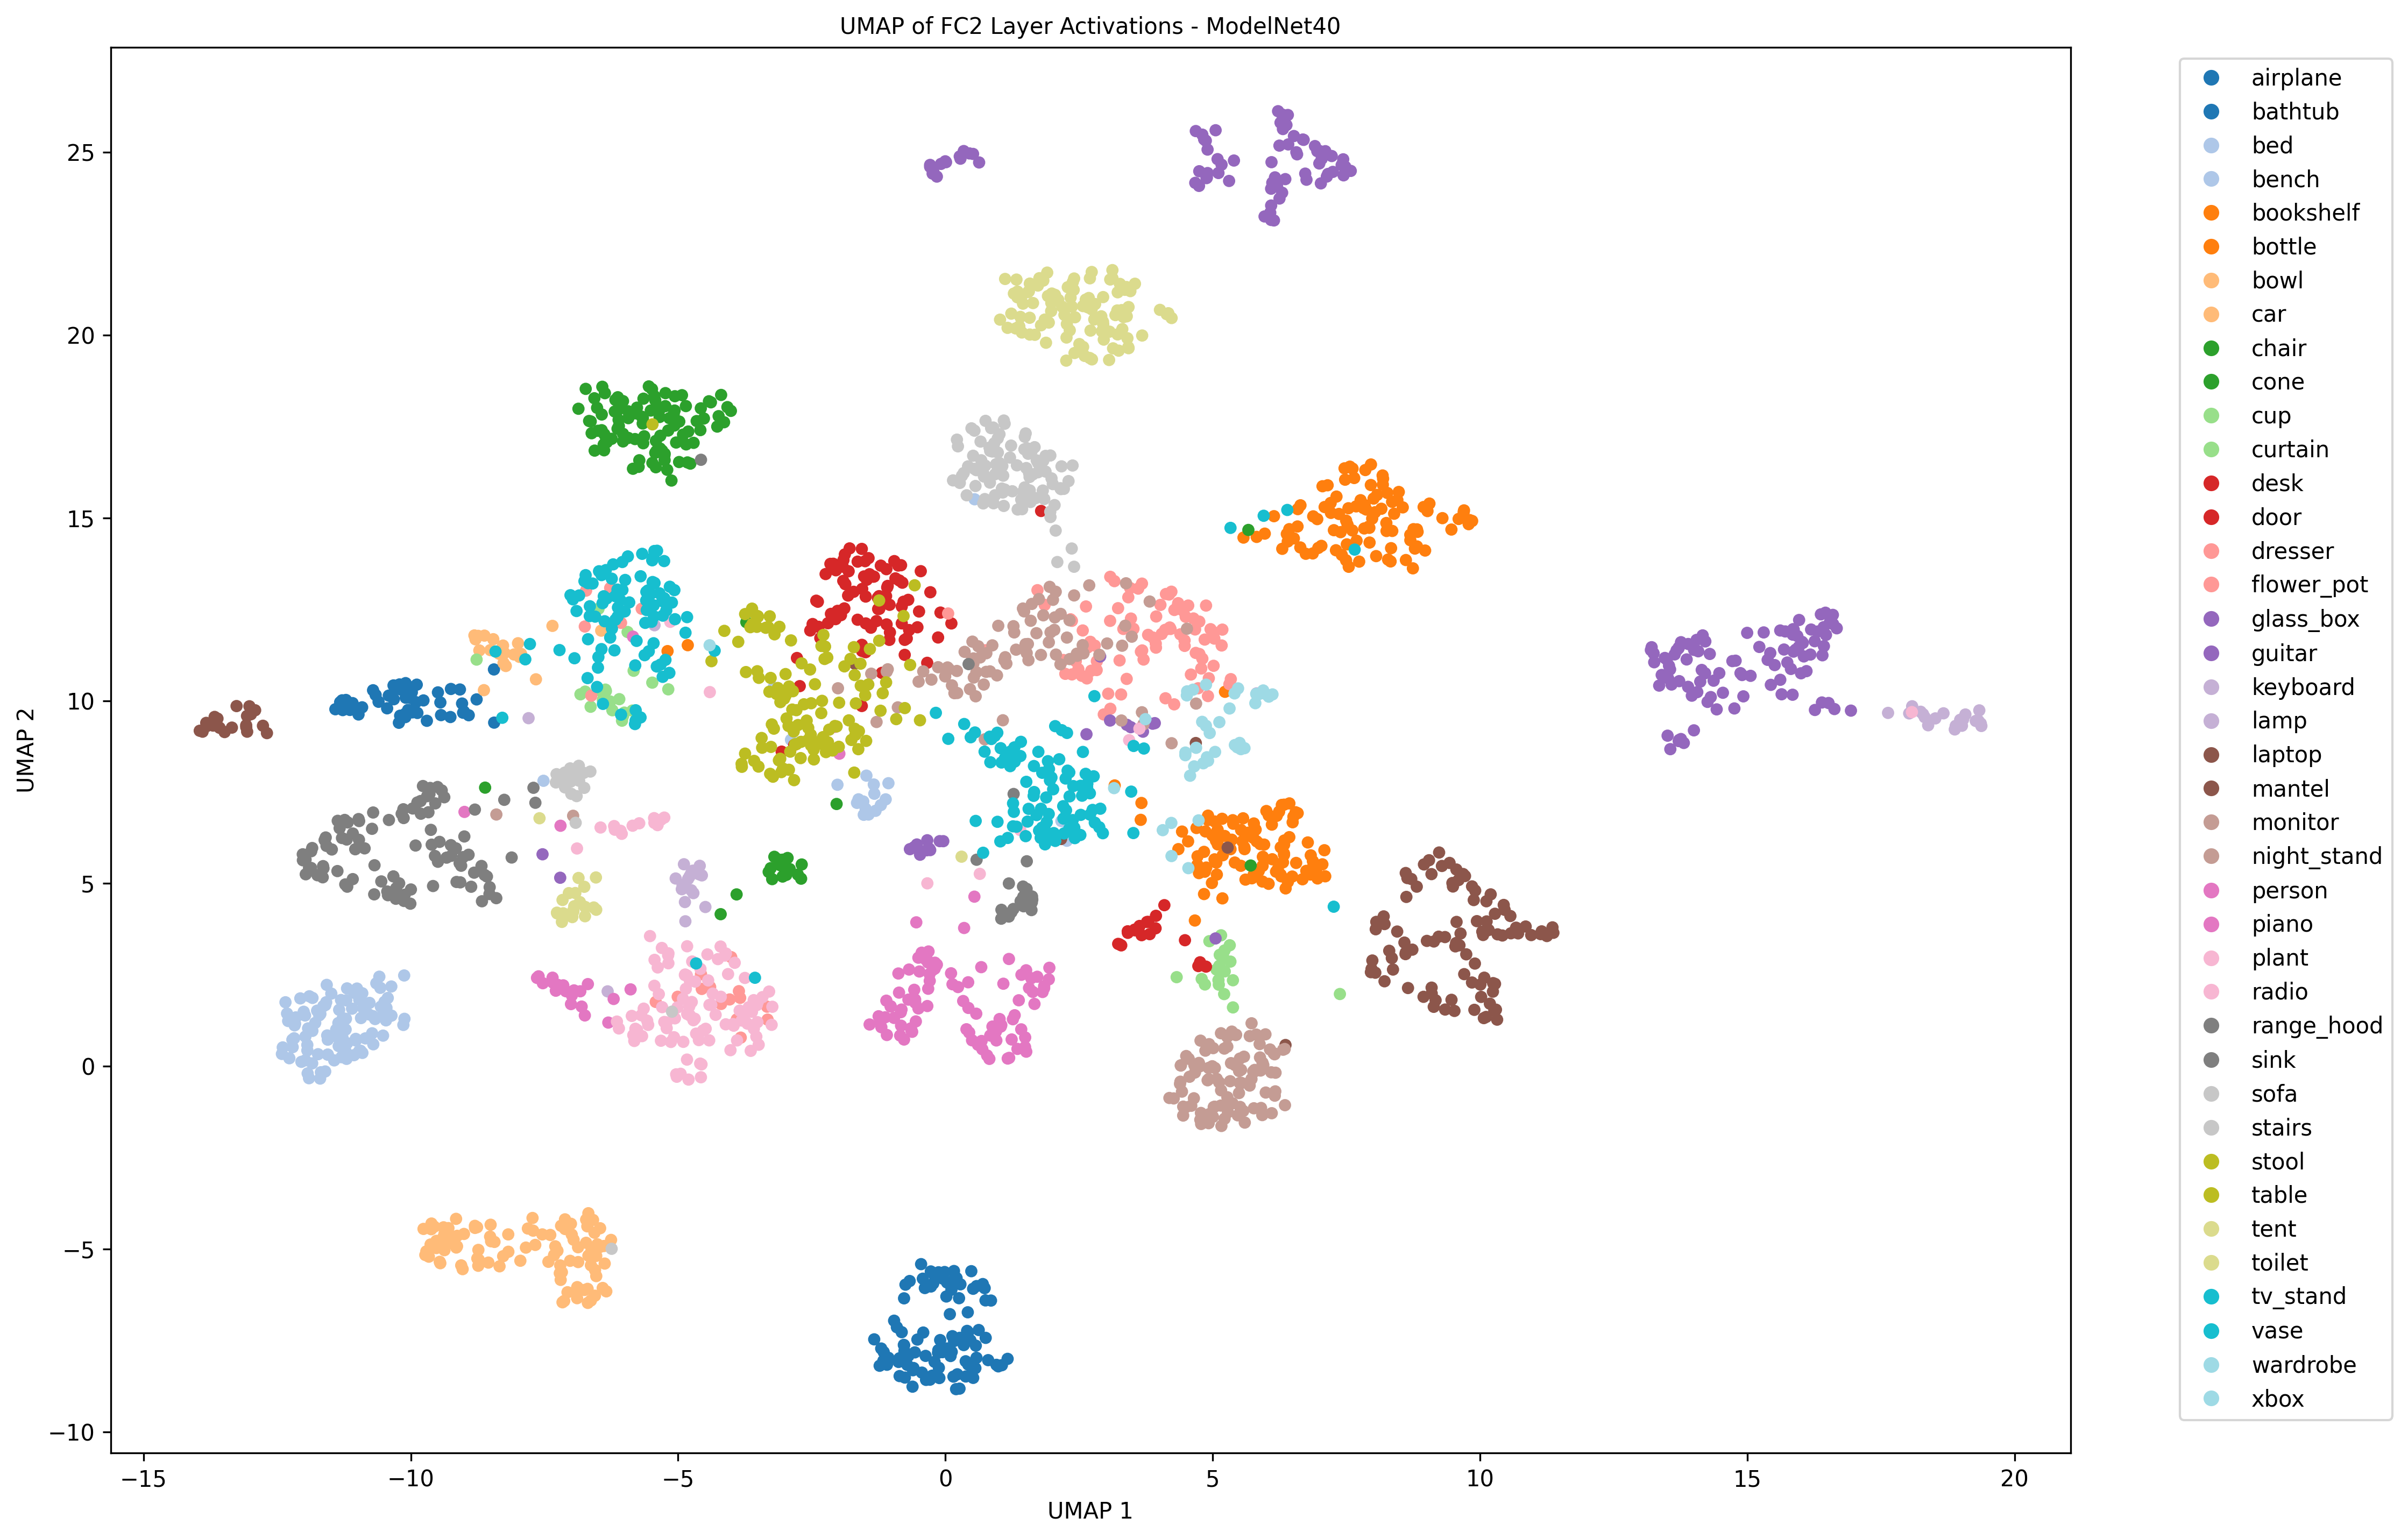 UMAP of FC2 Layer Activations - ModelNet40
25
20
15
10
5
0
−5
−10
UMAP 2
−15
−10
−5
0
5
10
15
20
UMAP 1
airplane
bathtub
bed
bench
bookshelf
bottle
bowl
car
chair
cone
cup
curtain
desk
door
dresser
flower_pot
glass_box
guitar
keyboard
lamp
laptop
mantel
monitor
night_stand
person
piano
plant
radio
range_hood
sink
sofa
stairs
stool
table
tent
toilet
tv_stand
vase
wardrobe
xbox